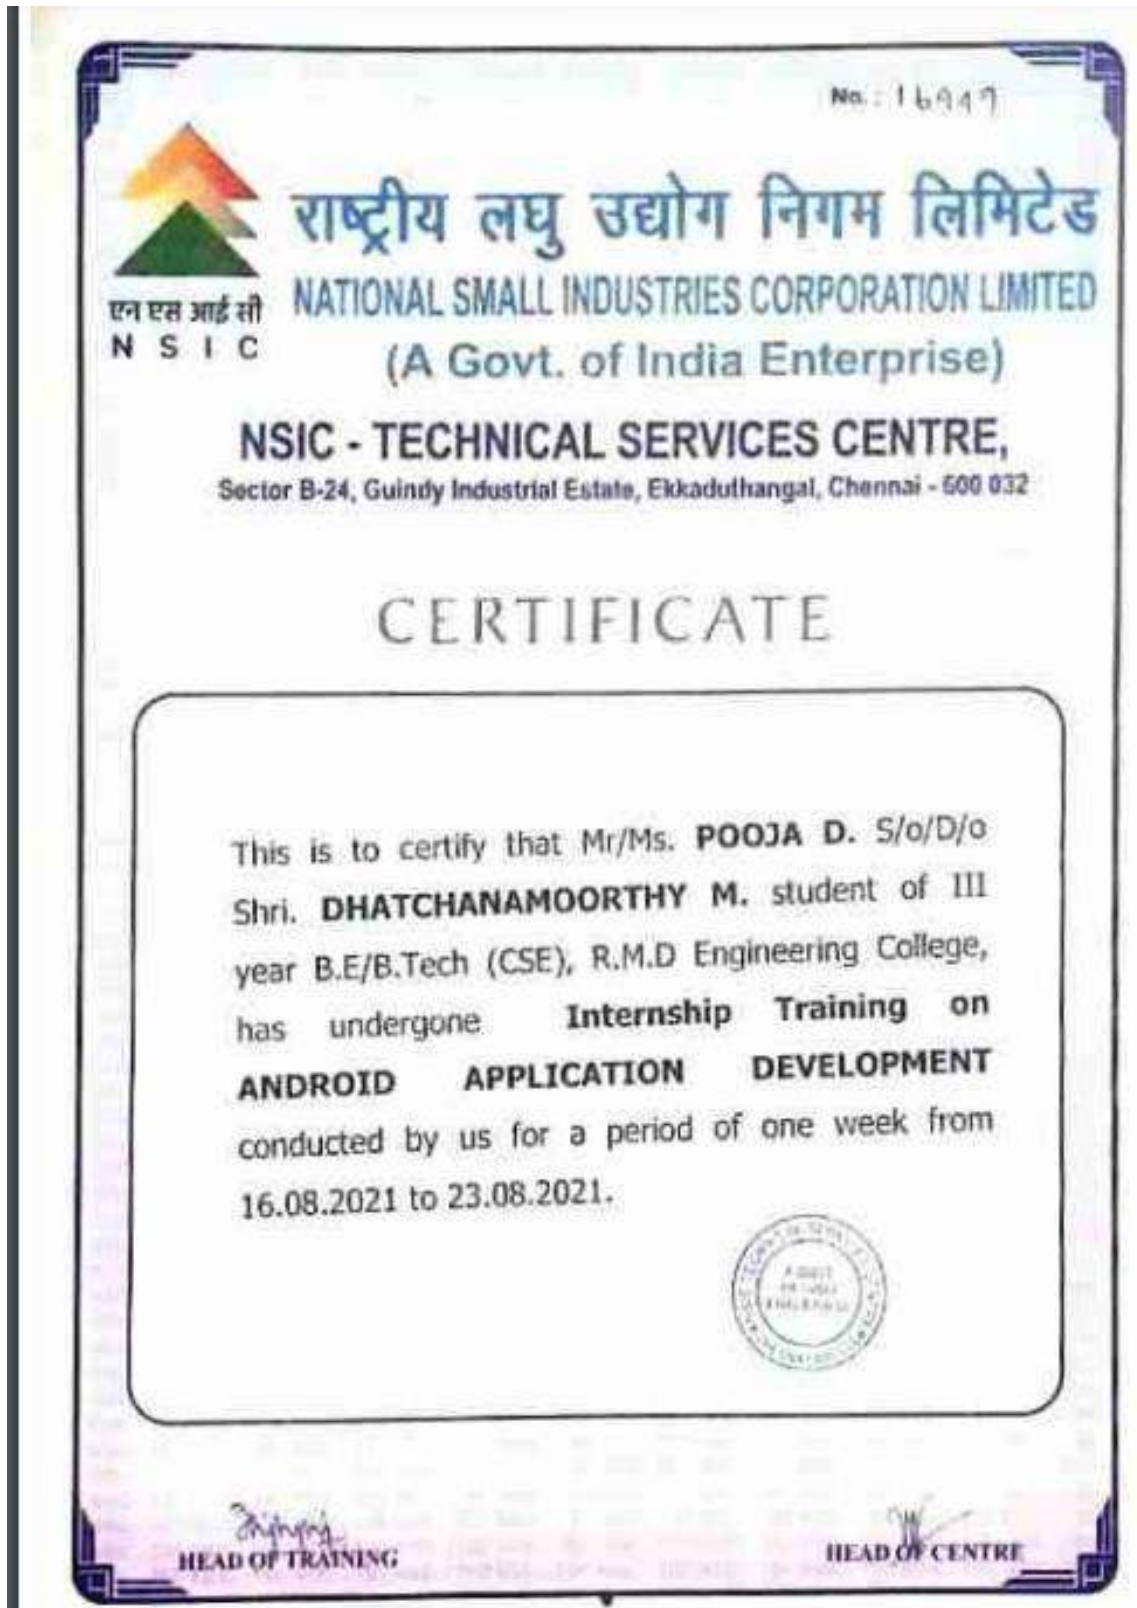 No. : 16949
राष्ट्रीय लघु उद्योग निगम लिमिटेड
एन एस आई सी
N S I C
NATIONAL SMALL INDUSTRIES CORPORATION LIMITED
(A Govt. of India Enterprise)
NSIC - TECHNICAL SERVICES CENTRE,
Sector B-24, Guindy Industrial Estate, Ekkaduthangal, Chennai - 600 032
CERTIFICATE
This is to certify that Mr/Ms. POOJA D. S/o/D/o
Shri. DHATCHANAMOORTHY M. student of III
year B.E/B.Tech (CSE), R.M.D Engineering College,
has undergone Internship Training on
ANDROID APPLICATION DEVELOPMENT
conducted by us for a period of one week from
16.08.2021 to 23.08.2021.
HEAD OF TRAINING
HEAD OF CENTRE